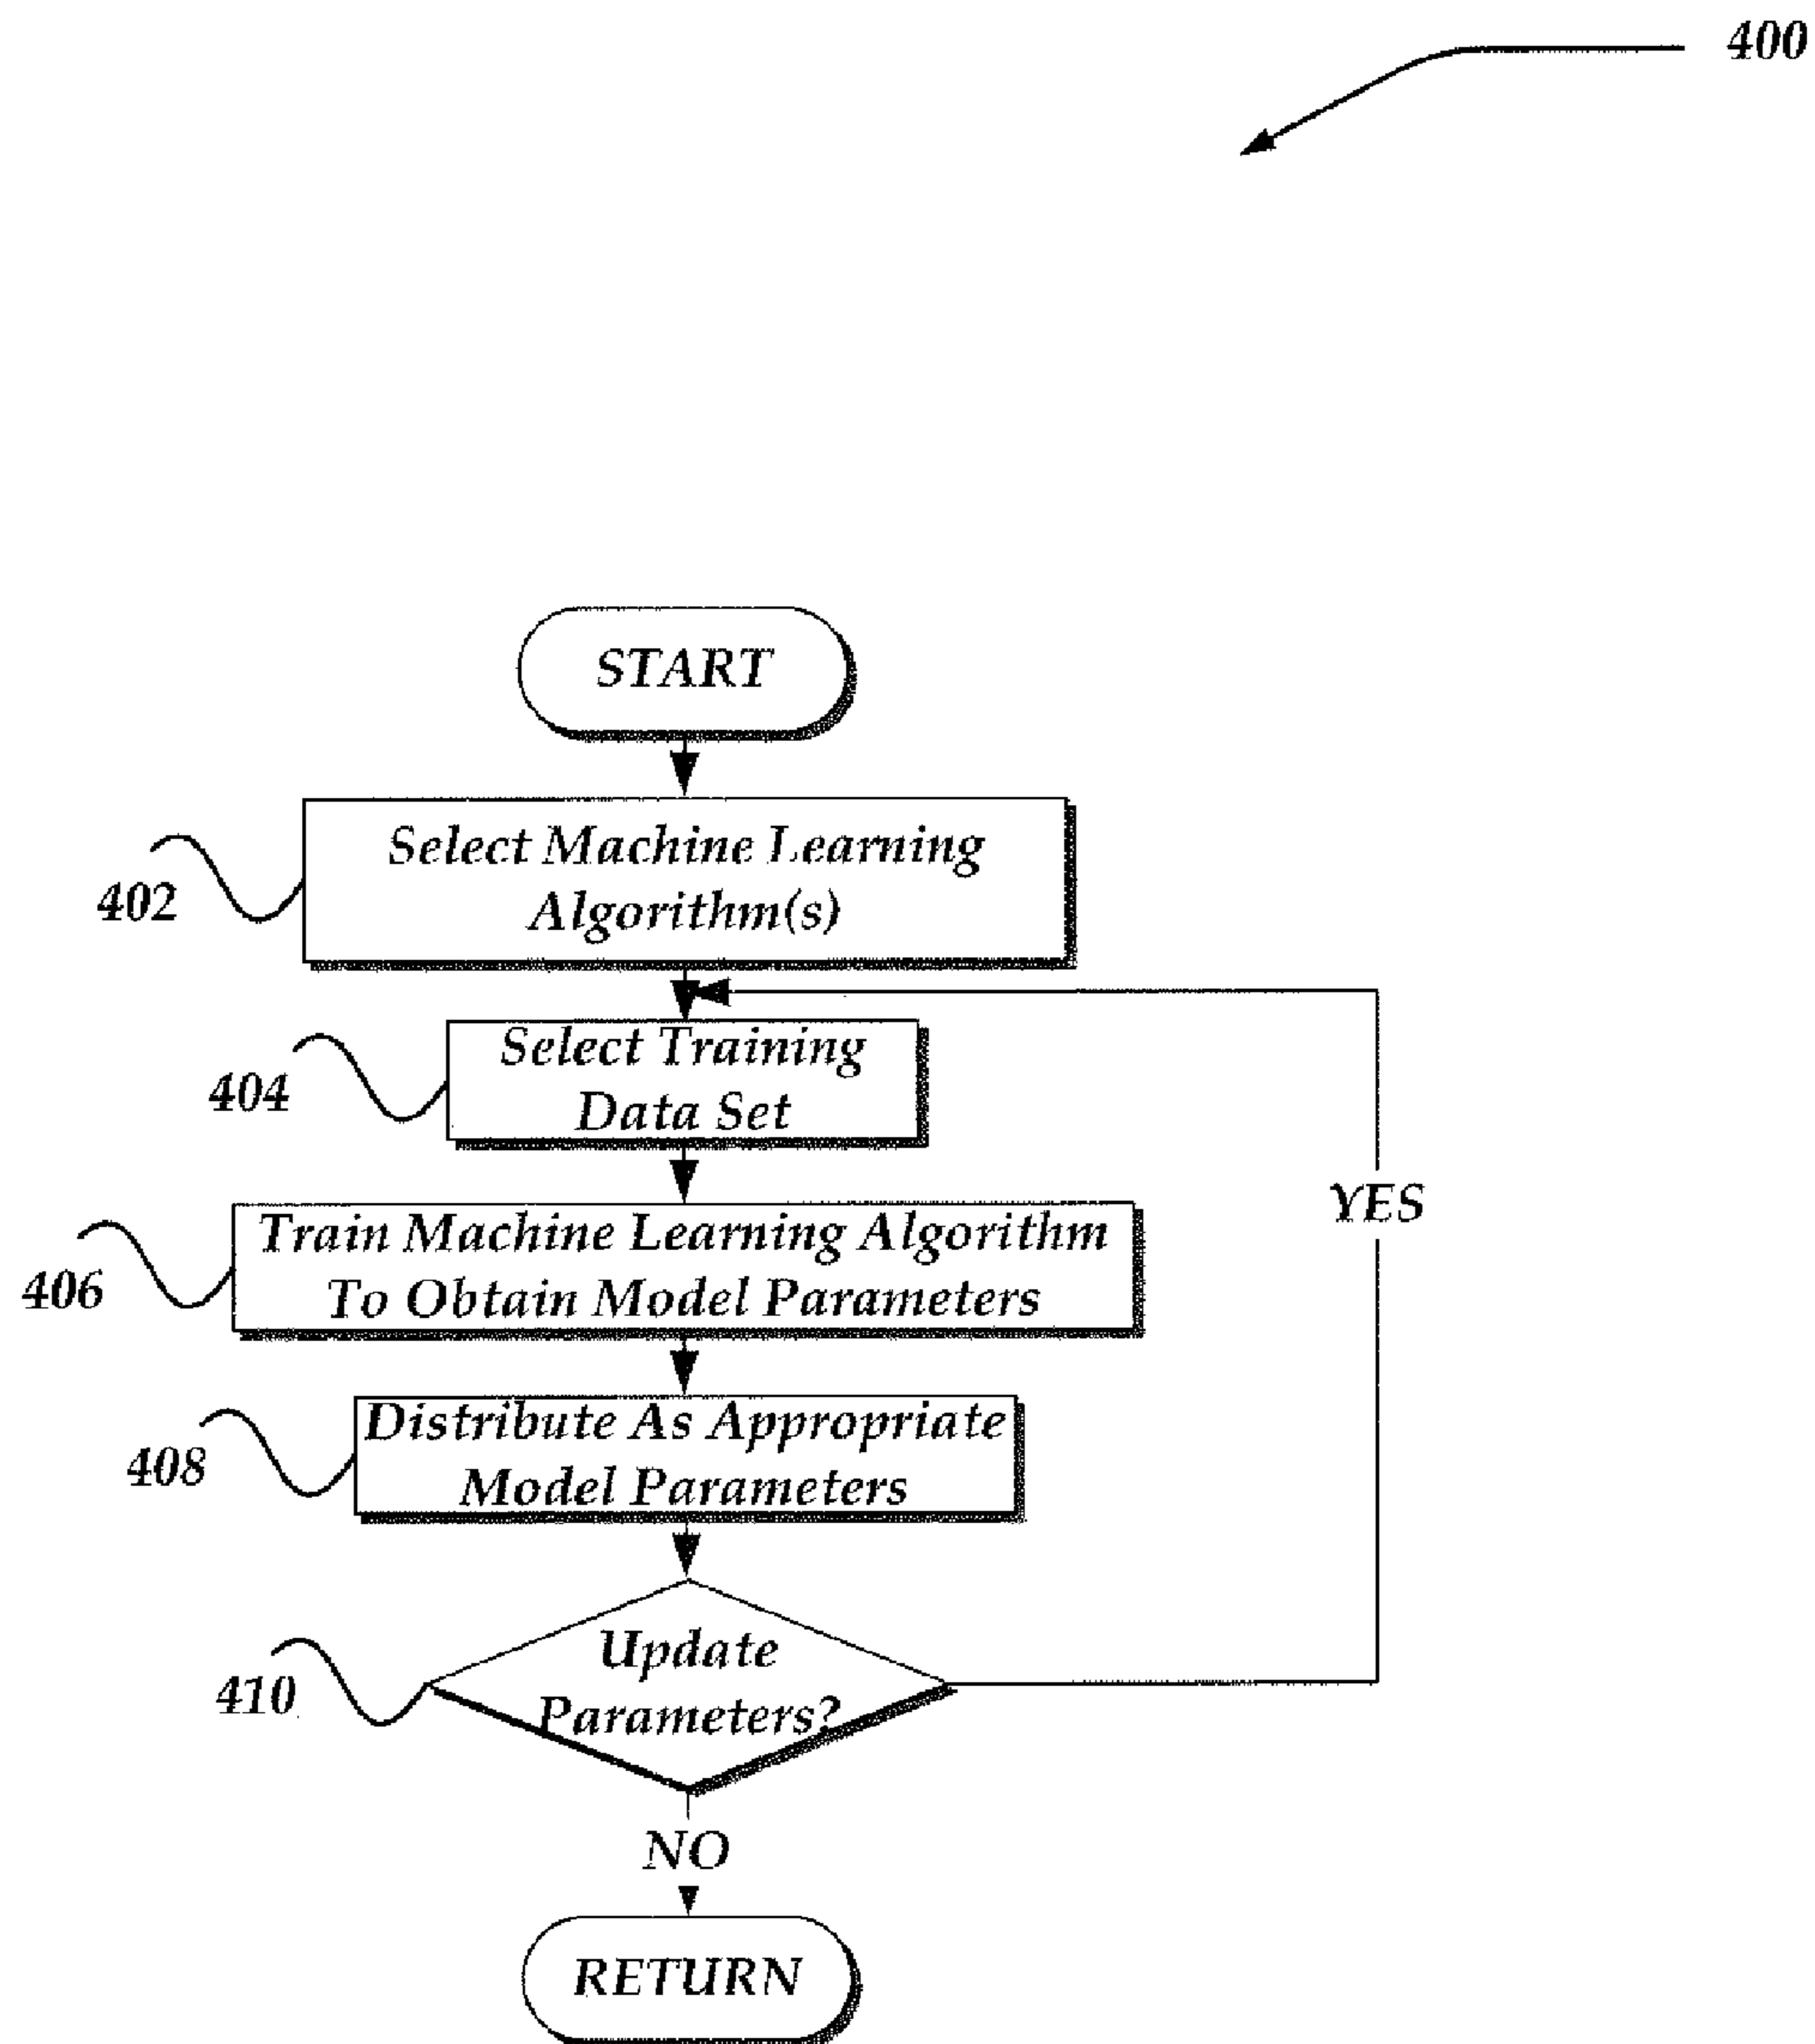 400
START
402
Select Machine Learning
Algorithm(s)
404
Select Training
Data Set
YES
406
Train Machine Learning Algorithm
To Obtain Model Parameters
408
Distribute As Appropriate
Model Parameters
410
Update
Parameters?
NO
RETURN